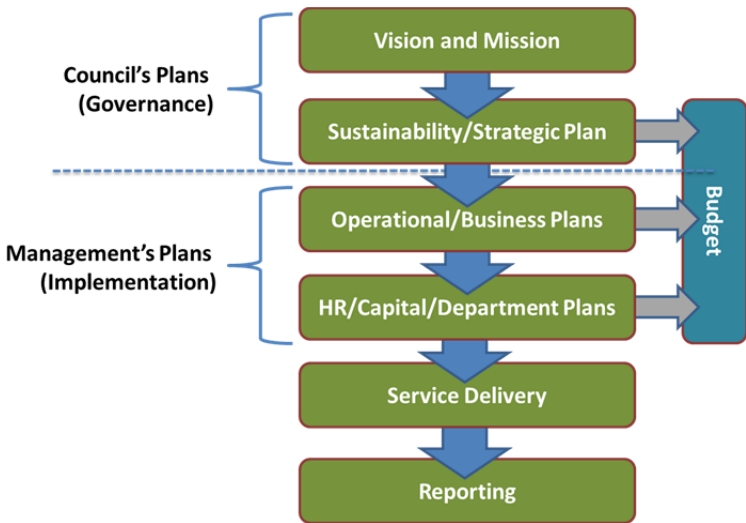 Vision and Mission
Council's Plans
(Governance)
Sustainability/Strategic Plan
Budget
Operational/Business Plans
Management's Plans
(Implementation)
HR/Capital/Department Plans
Service Delivery
Reporting